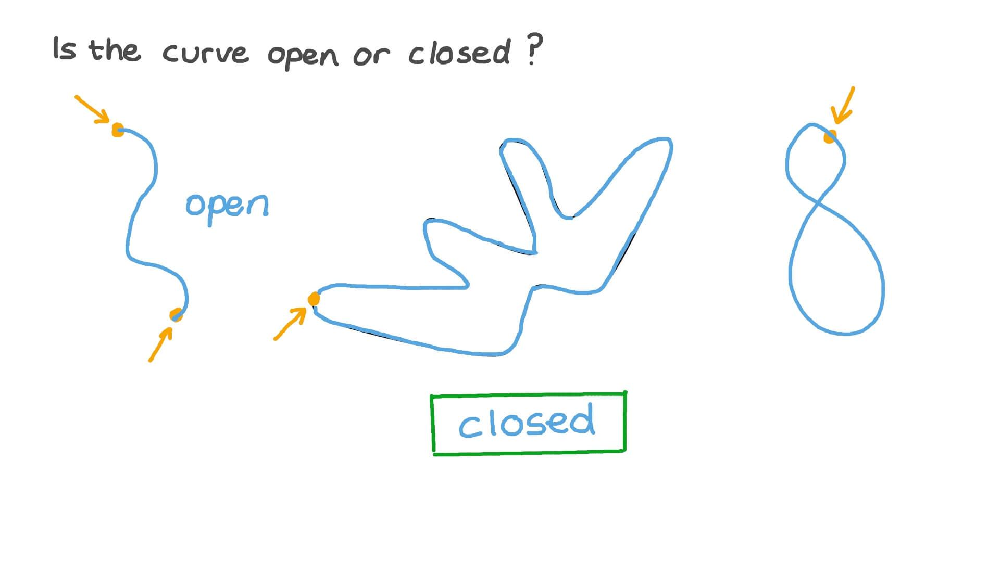 Is the curve open or closed?
open
closed